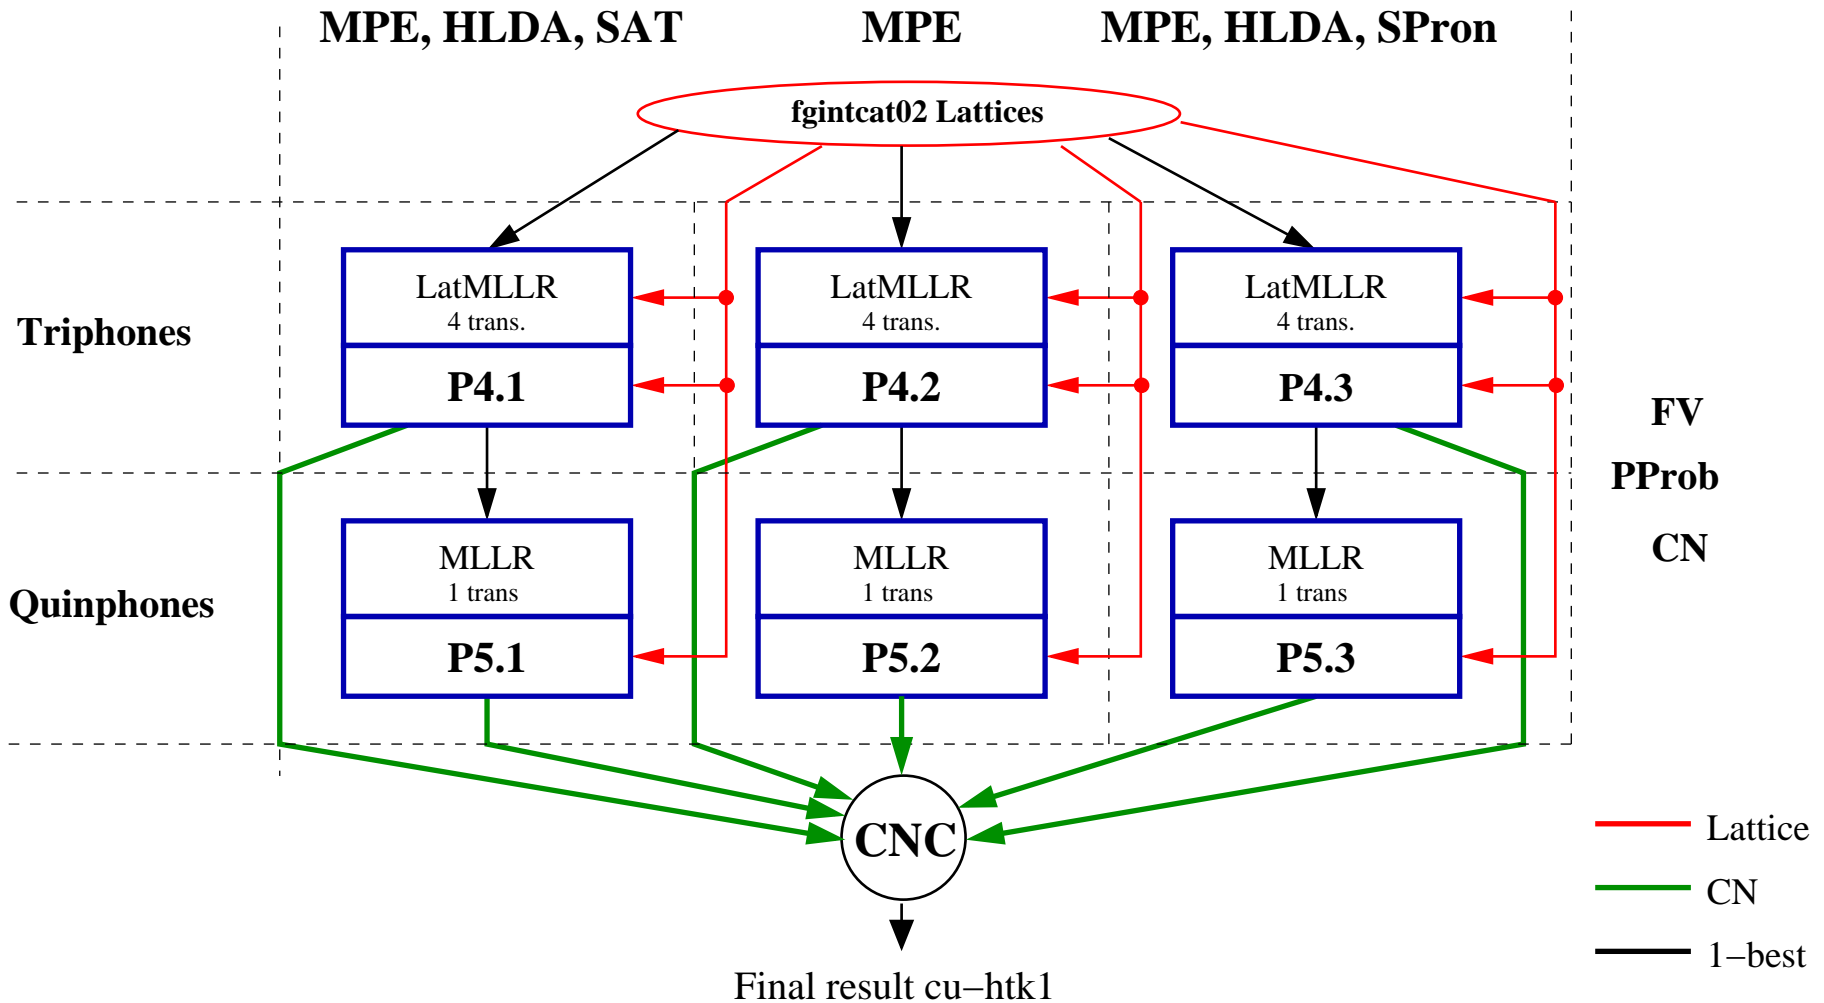 MPE, HLDA, SAT
MPE
MPE, HLDA, SPron
fgintcat02 Lattices
Triphones
LatMLLR
4 trans.
P4.1
LatMLLR
4 trans.
P4.2
LatMLLR
4 trans.
P4.3
FV
PProb
CN
Quinphones
MLLR
1 trans
P5.1
MLLR
1 trans
P5.2
MLLR
1 trans
P5.3
CNC
Lattice
CN
1−best
Final result cu−htk1